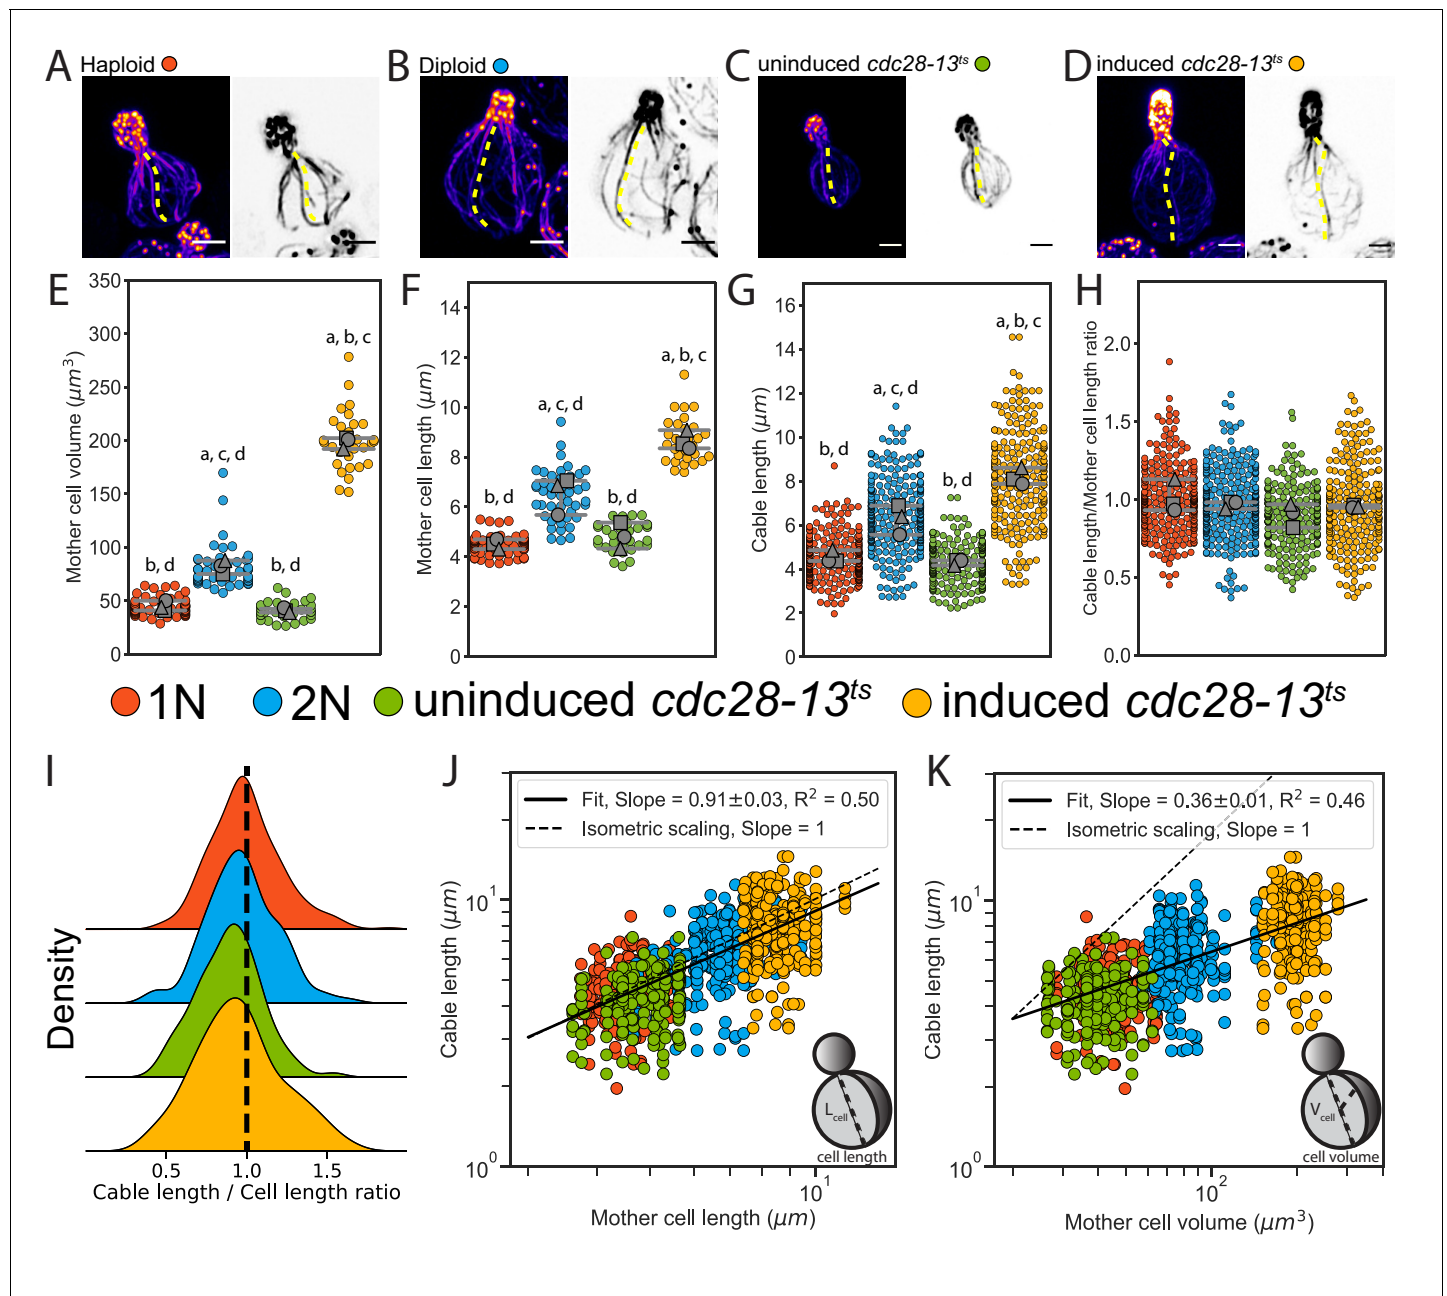 A Haploid
B Diploid
C uninduced cdc28-13ts
D induced cdc28-13ts
E
Mother cell volume (μm3)
350
300
250
200
150
100
50
0
b, d
a, c, d
b, d
a, b, c
F
Mother cell length (μm)
14
12
10
8
6
4
2
0
b, d
a, c, d
b, d
a, b, c
G
Cable length (μm)
16
14
12
10
8
6
4
2
0
b, d
a, c, d
b, d
a, b, c
H
Cable length/Mother cell length ratio
2.0
1.5
1.0
0.5
0.0
1N 2N uninduced cdc28-13ts induced cdc28-13ts
I
Density
0.5 1.0 1.5
Cable length / Cell length ratio
J
Fit, Slope = 0.91±0.03, R2 = 0.50
Isometric scaling, Slope = 1
Cable length (μm)
101
100
Lcell
cell length
101
Mother cell length (μm)
K
Fit, Slope = 0.36±0.01, R2 = 0.46
Isometric scaling, Slope = 1
Cable length (μm)
101
100
Vcell
cell volume
102
Mother cell volume (μm3)